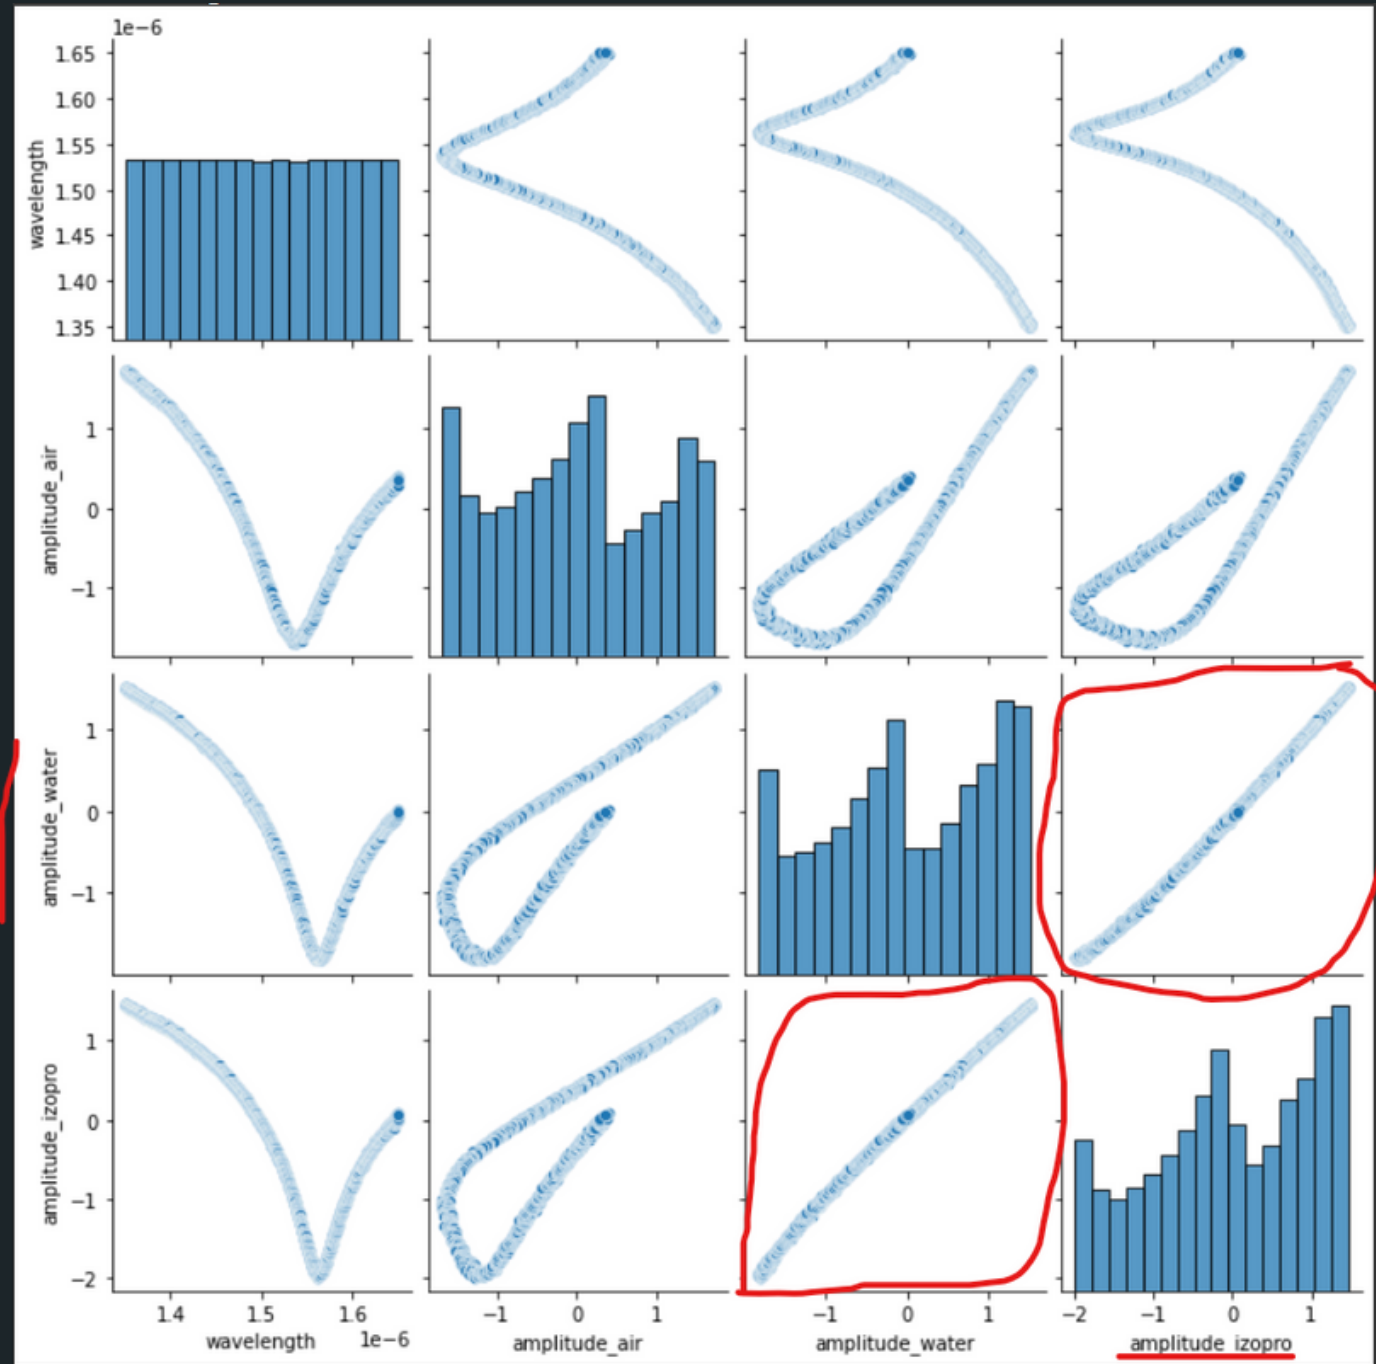 1e−6
1.65
1.60
1.55
1.50
1.45
1.40
1.35
wavelength
1
0
−1
amplitude_air
1
0
−1
amplitude_water
1
0
−1
−2
amplitude_izopro
1.4 1.5 1.6
wavelength 1e−6
−1 0 1
amplitude_air
−1 0 1
amplitude_water
−2 −1 0 1
amplitude_izopro